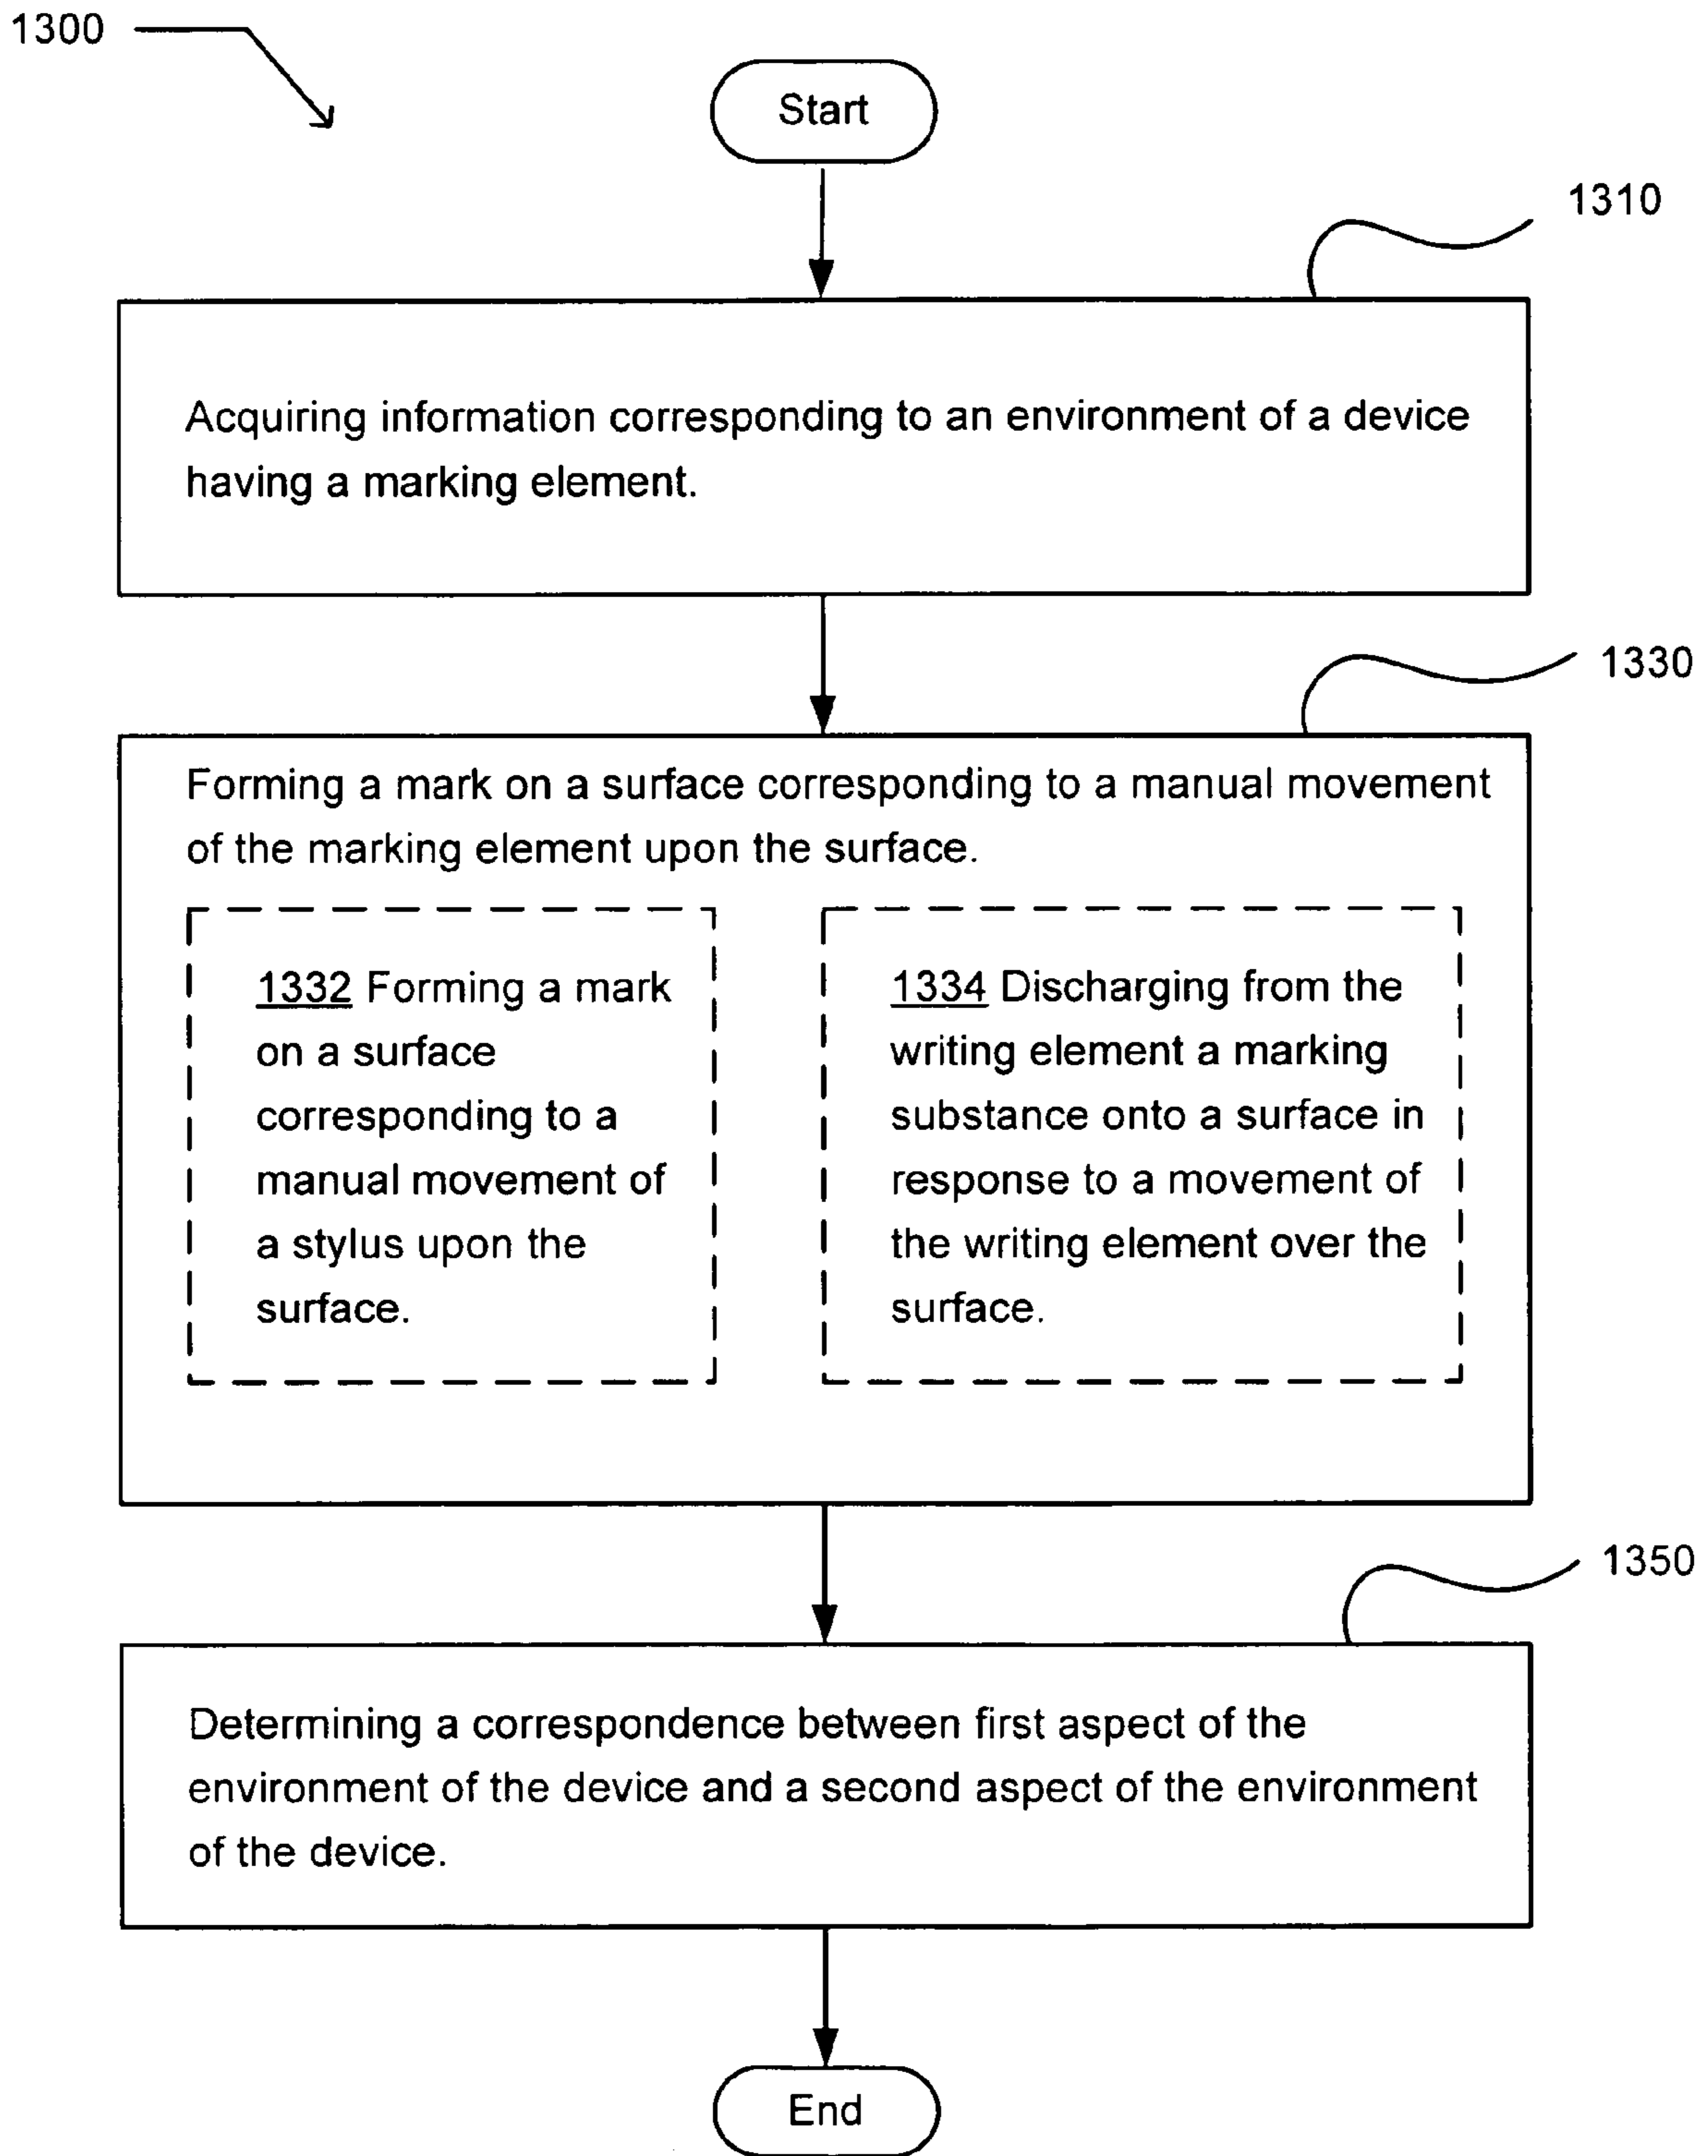 1300
Start
1310
Acquiring information corresponding to an environment of a device
having a marking element.
1330
Forming a mark on a surface corresponding to a manual movement
of the marking element upon the surface.
1332 Forming a mark
on a surface
corresponding to a
manual movement of
a stylus upon the
surface.
1334 Discharging from the
writing element a marking
substance onto a surface in
response to a movement of
the writing element over the
surface.
1350
Determining a correspondence between first aspect of the
environment of the device and a second aspect of the environment
of the device.
End